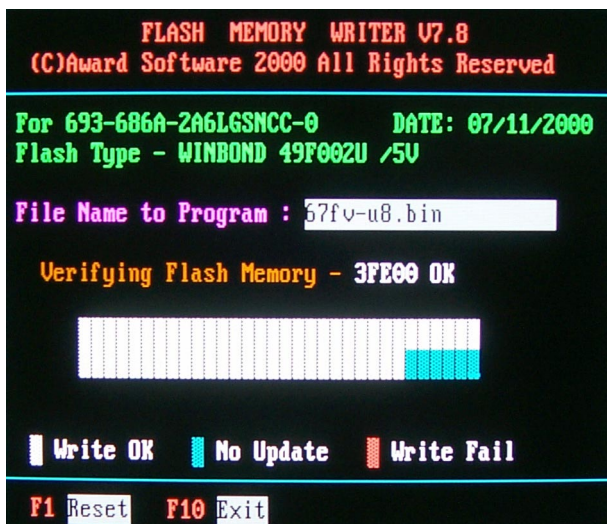 FLASH MEMORY WRITER V7.8
(C)Award Software 2000 All Rights Reserved
For 693-686A-2A6LGSNCC-0 DATE: 07/11/2000
Flash Type - WINBOND 49F002U /5V
File Name to Program : 67fv-u8.bin
Verifying Flash Memory - 3FE00 OK
Write OK No Update Write Fail
F1 Reset F10 Exit